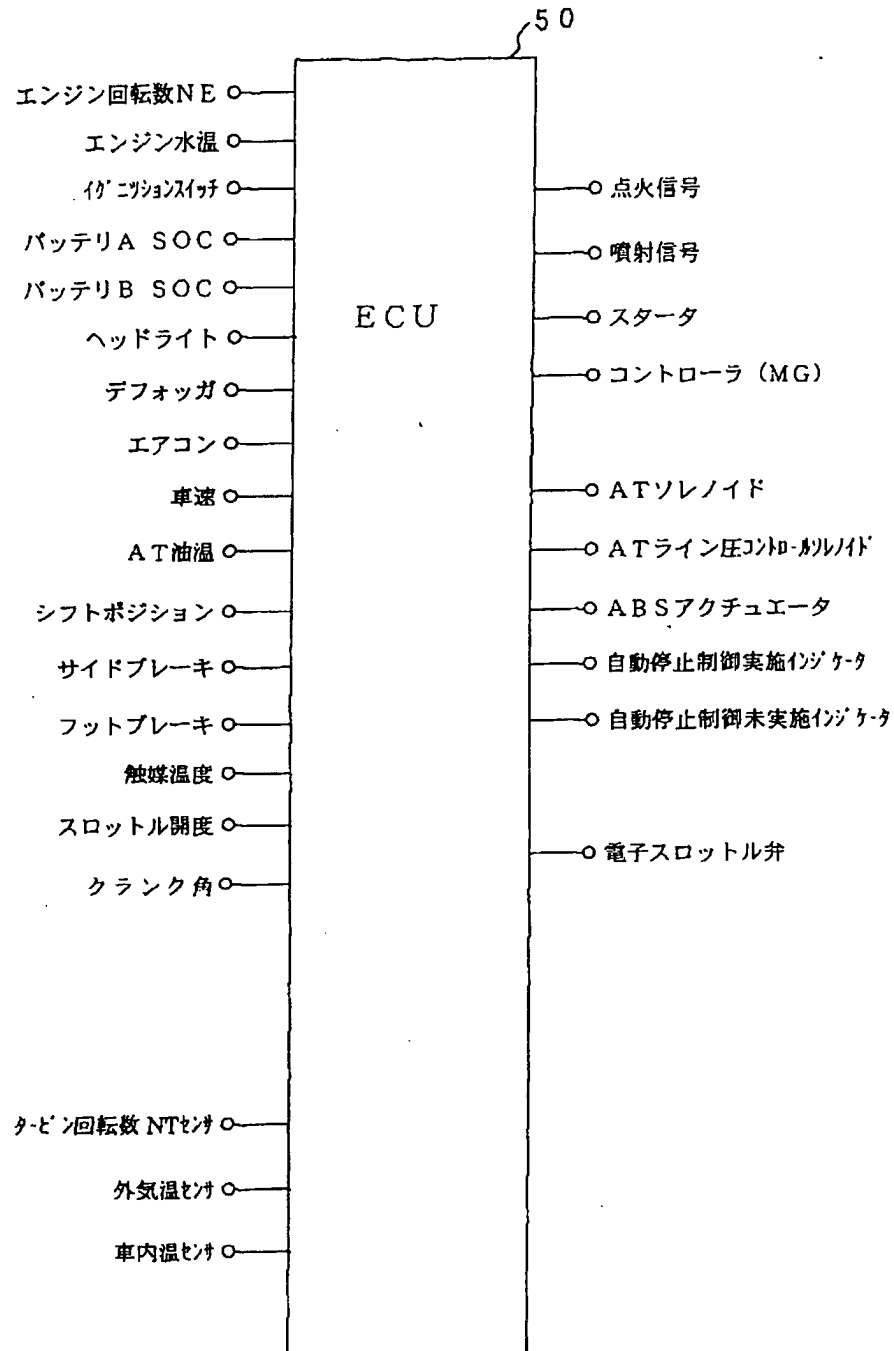 50
エンジン回転数NE
エンジン水温
イグニッションスイッチ
バッテリA SOC
バッテリB SOC
ヘッドライト
デフォッガ
エアコン
車速
AT油温
シフトポジション
サイドブレーキ
フットブレーキ
触媒温度
スロットル開度
クランク角
タービン回転数 NTセンサ
外気温センサ
車内温センサ
ECU
点火信号
噴射信号
スタータ
コントローラ (MG)
ATソレノイド
ATライン圧コントロールソレノイド
ABSアクチュエータ
自動停止制御実施インジケータ
自動停止制御未実施インジケータ
電子スロットル弁